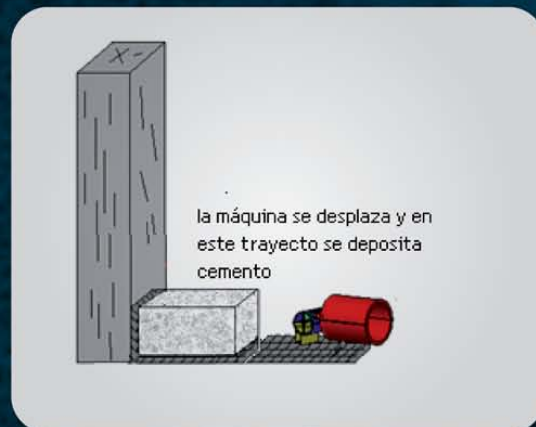 la máquina se desplaza y en
este trayecto se deposita
cemento